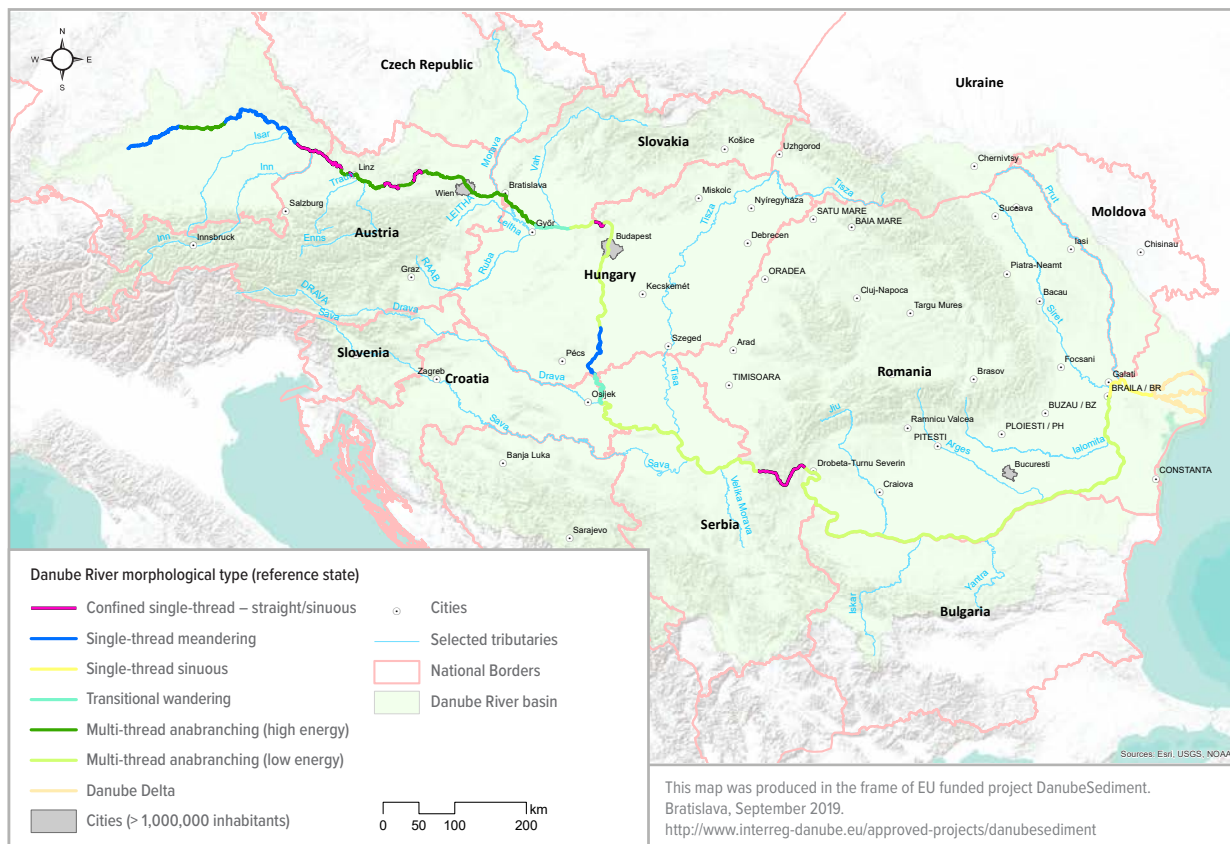 N
W
E
S
Czech Republic
Ukraine
Slovakia
Košice
Uzhgorod
Chernivtsy
Isar
Morava
Vah
Linz
Inn
Traun
Wien
Bratislava
LEITHA
Leitha
Miskolc
Tisza
Tisza
Nyíregyháza
SATU MARE
BAIA MARE
Suceava
Prut
Moldova
Salzburg
Győr
Budapest
Debrecen
Iasi
Chisinau
Inn
Innsbruck
Enns
Austria
RAAB
Ruba
Hungary
ORADEA
Piatra-Neamt
Graz
Kecskemét
Cluj-Napoca
Bacau
DRAVA
Drava
Targu Mures
Siret
Sava
Szeged
Arad
Slovenia
Pécs
Focsani
Zagreb
Croatia
Drava
Tisa
TIMISOARA
Romania
Brasov
Galati
BRAILA / BR
Osijek
Jiu
BUZAU / BZ
Sava
Ramnicu Valcea
PLOIESTI / PH
PITESTI
Arges
Ialomita
Banja Luka
Sava
Drobeta-Turnu Severin
Bucuresti
CONSTANTA
Velika Morava
Craiova
Serbia
Sarajevo
Iskar
Yantra
Bulgaria
Sources: Esri, USGS, NOAA
Danube River morphological type (reference state)
Confined single-thread – straight/sinuous
Single-thread meandering
Single-thread sinuous
Transitional wandering
Multi-thread anabranching (high energy)
Multi-thread anabranching (low energy)
Danube Delta
Cities (> 1,000,000 inhabitants)
Cities
Selected tributaries
National Borders
Danube River basin
km
0 50 100 200
This map was produced in the frame of EU funded project DanubeSediment.
Bratislava, September 2019.
http://www.interreg-danube.eu/approved-projects/danubesediment